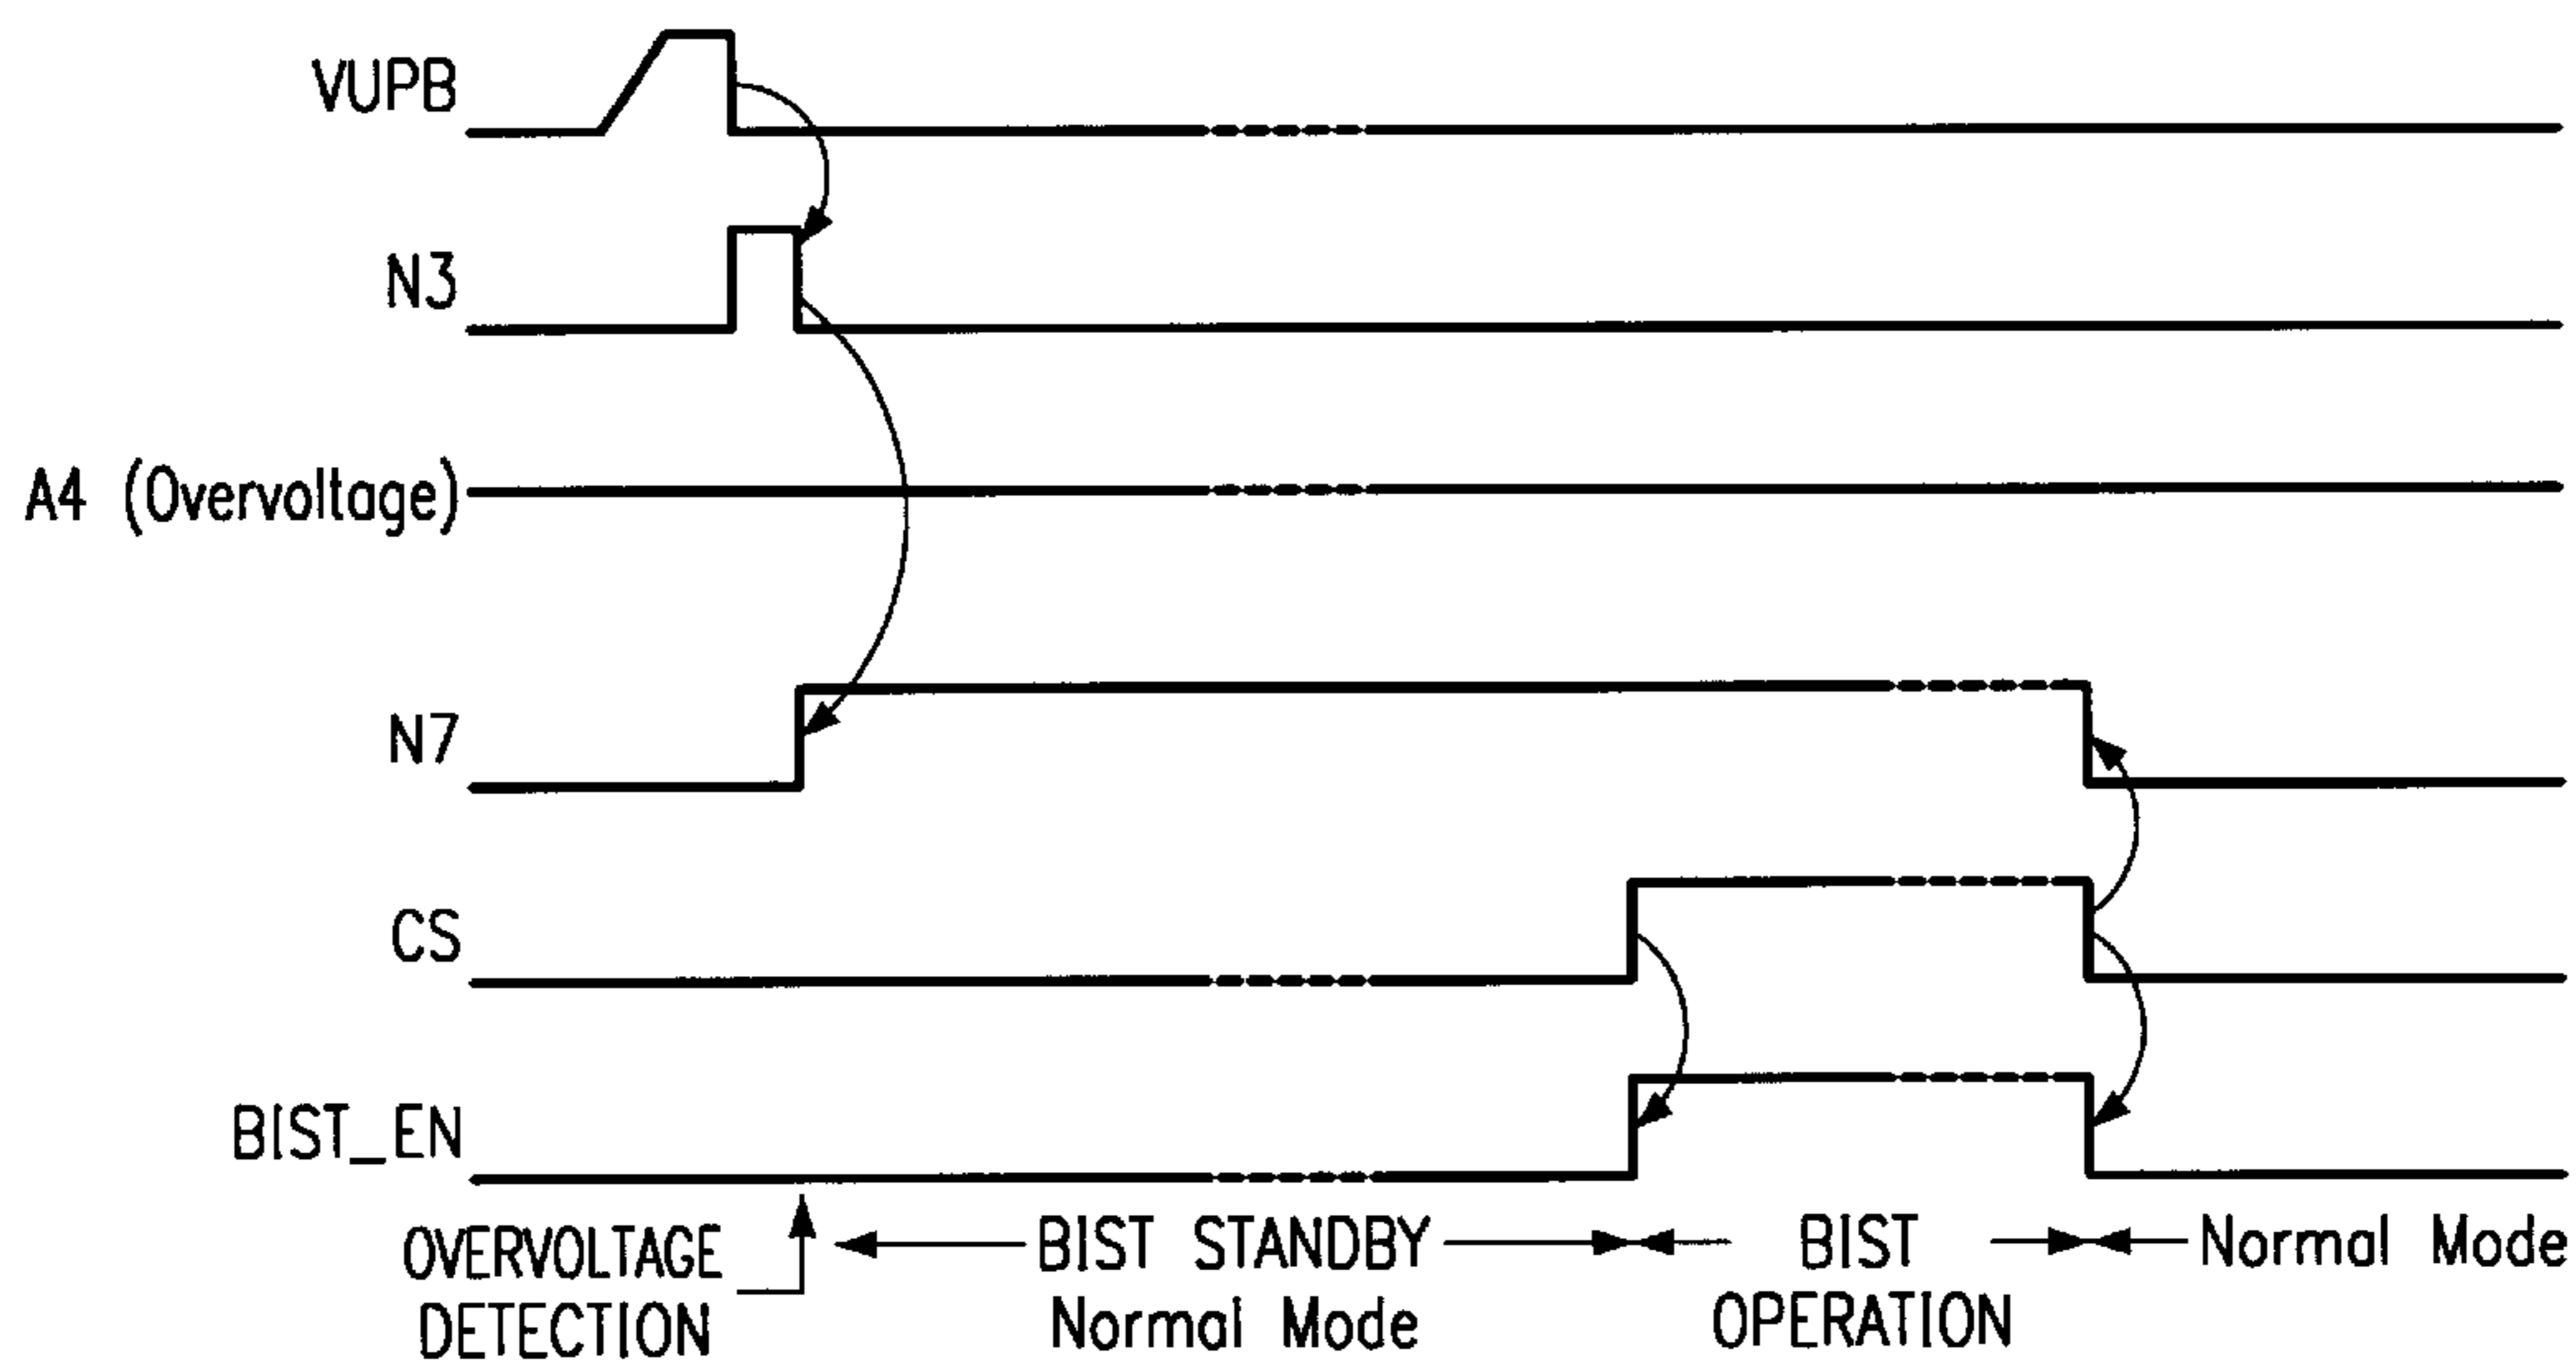 VUPB
N3
A4 (Overvoltage)
N7
CS
BIST_EN
OVERVOLTAGE
DETECTION
BIST STANDBY
Normal Mode
BIST
OPERATION
Normal Mode